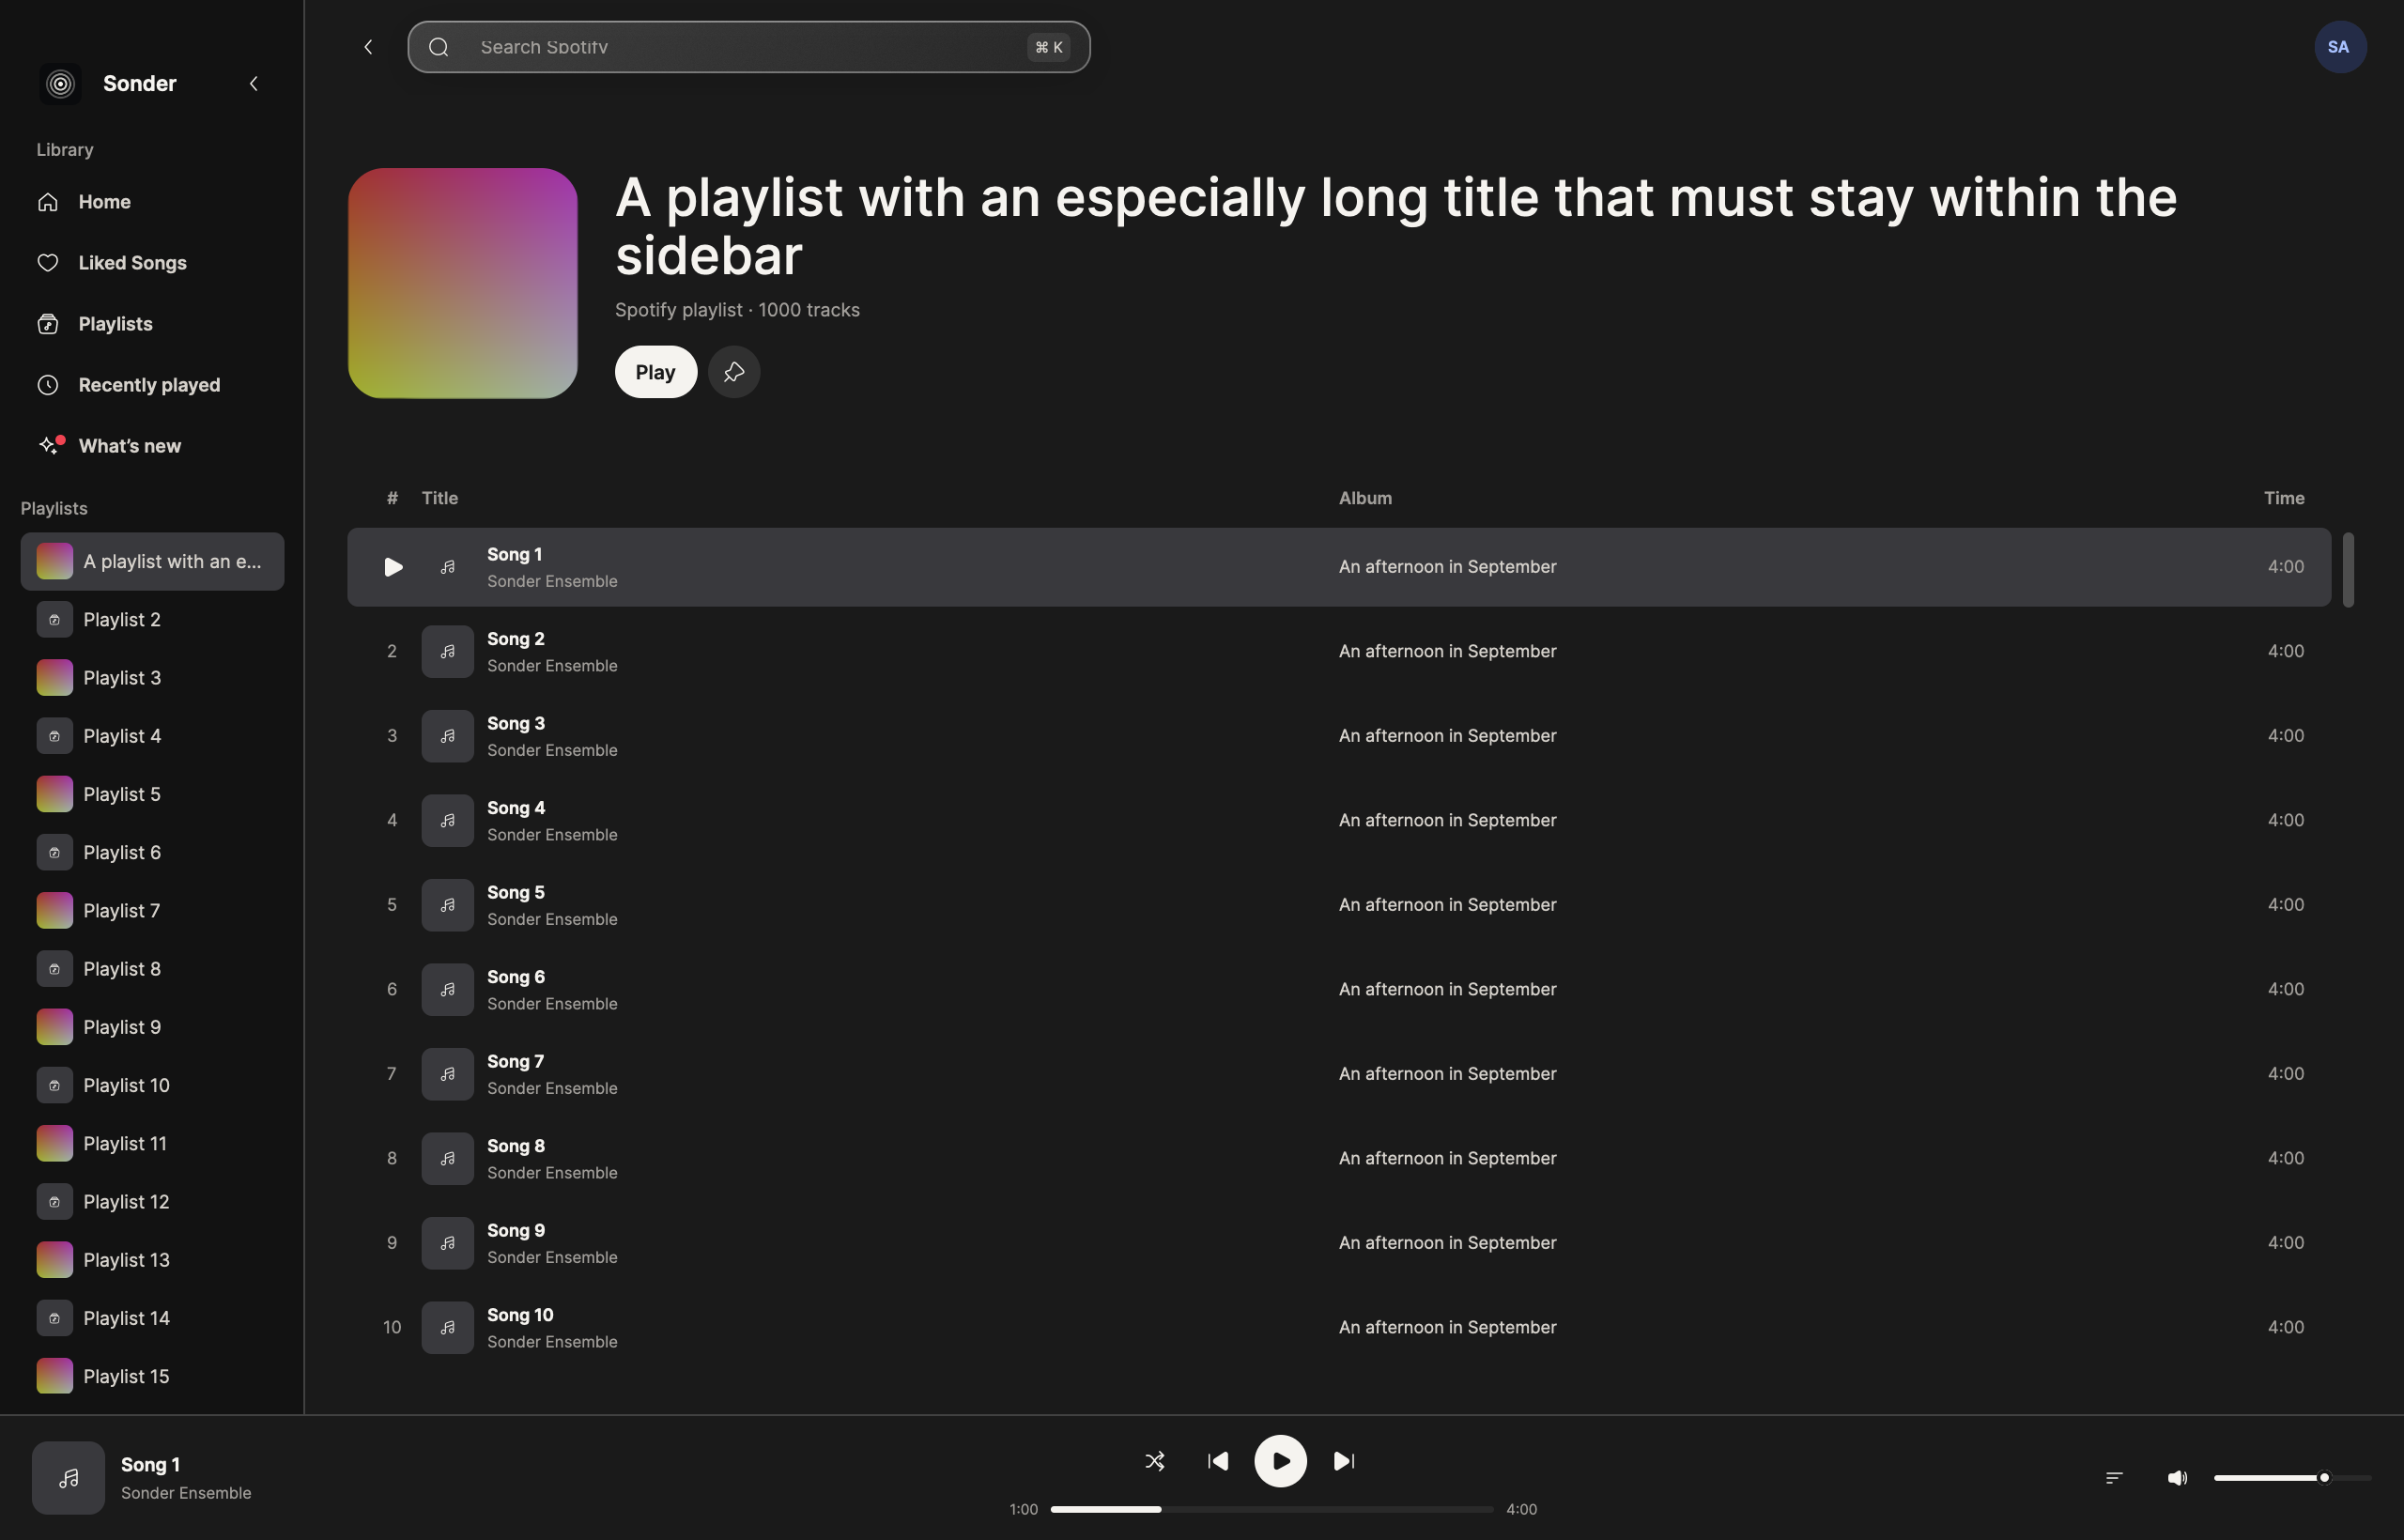 Sonder
Library
Home
Liked Songs
Playlists
Recently played
What’s new
Playlists
A playlist with an e...
Playlist 2
Playlist 3
Playlist 4
Playlist 5
Playlist 6
Playlist 7
Playlist 8
Playlist 9
Playlist 10
Playlist 11
Playlist 12
Playlist 13
Playlist 14
Playlist 15
Search Spotify
⌘ K
SA
A playlist with an especially long title that must stay within the
sidebar
Spotify playlist · 1000 tracks
Play
# Title Album Time
Song 1
Sonder Ensemble
An afternoon in September 4:00
2 Song 2
Sonder Ensemble
An afternoon in September 4:00
3 Song 3
Sonder Ensemble
An afternoon in September 4:00
4 Song 4
Sonder Ensemble
An afternoon in September 4:00
5 Song 5
Sonder Ensemble
An afternoon in September 4:00
6 Song 6
Sonder Ensemble
An afternoon in September 4:00
7 Song 7
Sonder Ensemble
An afternoon in September 4:00
8 Song 8
Sonder Ensemble
An afternoon in September 4:00
9 Song 9
Sonder Ensemble
An afternoon in September 4:00
10 Song 10
Sonder Ensemble
An afternoon in September 4:00
Song 1
Sonder Ensemble
1:00 4:00